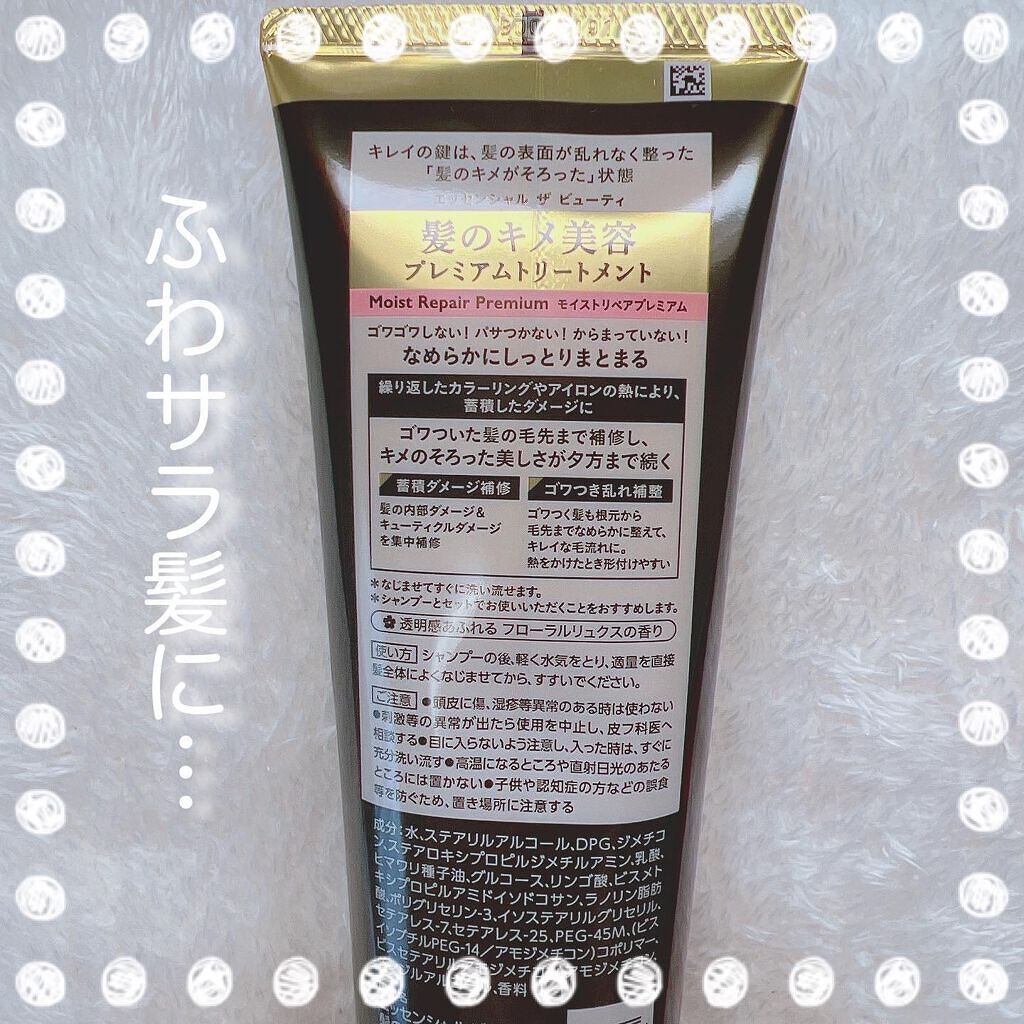 キレイの鍵は、髪の表面が乱れなく整った
「髪のキメがそろった」状態
エッセンシャル ザ ビューティ
髪のキメ美容
プレミアムトリートメント
Moist Repair Premium モイストリペアプレミアム
ゴワゴワしない!パサつかない!からまっていない!
なめらかにしっとりまとまる
繰り返したカラーリングやアイロンの熱により、
蓄積したダメージに
ゴワついた髪の毛先まで補修し、
キメのそろった美しさが夕方まで続く
蓄積ダメージ補修
髪の内部ダメージ&
キューティクルダメージ
を集中補修
ゴワつき乱れ補整
ゴワつく髪も根元から
毛先までなめらかに整えて、
キレイな毛流れに。
熱をかけたとき形付けやすい
*なじませてすぐに洗い流せます。
*シャンプーとセットでお使いいただくことをおすすめします。
透明感あふれる フローラルリュクスの香り
使い方 シャンプーの後、軽く水気をとり、適量を直接
髪全体によくなじませてから、すすいでください。
ご注意 ●頭皮に傷、湿疹等異常のある時は使わない
●刺激等の異常が出たら使用を中止し、皮フ科医へ
相談する●目に入らないよう注意し、入った時は、すぐに
充分洗い流す●高温になるところや直射日光のあたる
ところには置かない●子供や認知症の方などの誤食
等を防ぐため、置き場所に注意する
成分:水、ステアリルアルコール、DPG、ジメチコ
ン、ステアロキシプロピルジメチルアミン、乳酸、
ヒマワリ種子油、グルコース、リンゴ酸、ビスメト
キシプロピルアミドイソドコサン、ラノリン脂肪
酸、ポリグリセリン-3、イソステアリルグリセリル、
セテアレス-7、セテアレス-25、PEG-45M、(ビス
イソブチルPEG-14/アモジメチコン)コポリマー、
香料
ふわサラ髪に…